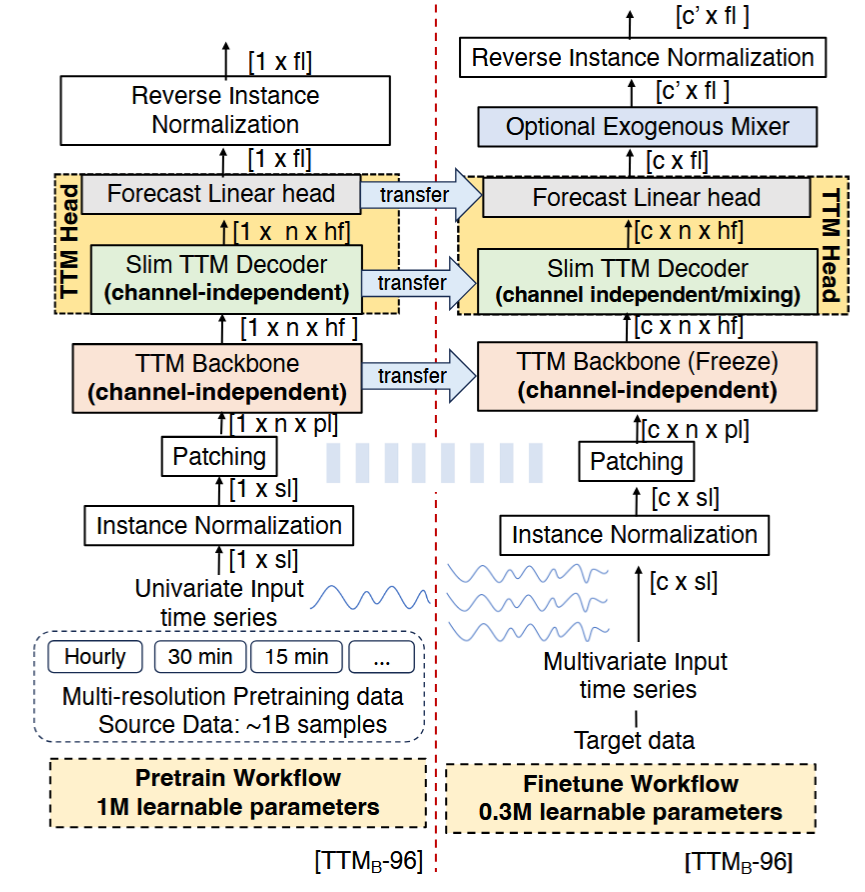 [1 x fl]
Reverse Instance
Normalization
[1 x fl]
TTM Head
Forecast Linear head
[1 x n x hf]
Slim TTM Decoder
(channel-independent)
[1 x n x hf ]
TTM Backbone
(channel-independent)
[1 x n x pl]
Patching
[1 x sl]
Instance Normalization
[1 x sl]
Univariate Input
time series
Hourly
30 min
15 min
...
Multi-resolution Pretraining data
Source Data: ~1B samples
Pretrain Workflow
1M learnable parameters
[TTMB-96]
transfer
transfer
transfer
[c’ x fl ]
Reverse Instance Normalization
[c’ x fl ]
Optional Exogenous Mixer
[c x fl]
Forecast Linear head
TTM Head
[c x n x hf]
Slim TTM Decoder
(channel independent/mixing)
[c x n x hf]
TTM Backbone (Freeze)
(channel-independent)
[c x n x pl]
Patching
[c x sl]
Instance Normalization
[c x sl]
Multivariate Input
time series
Target data
Finetune Workflow
0.3M learnable parameters
[TTMB-96]